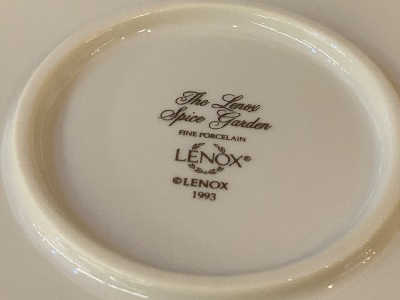 The Lenox
Spice Garden
FINE PORCELAIN
LENOX®
©LENOX
1993